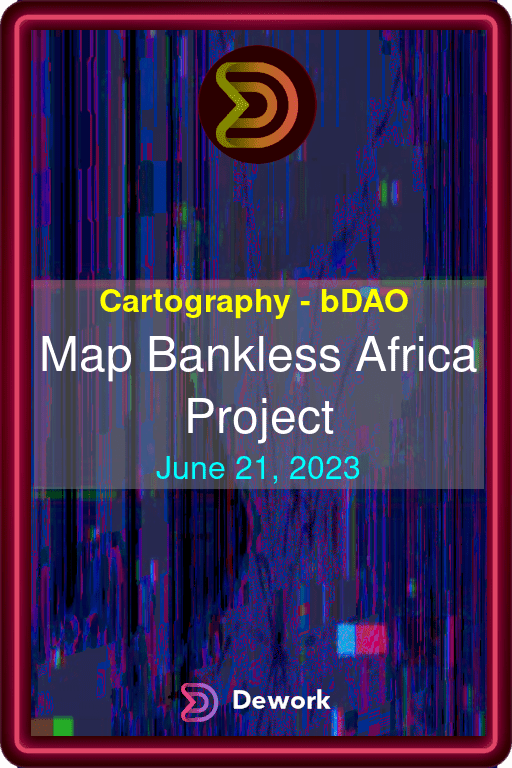 Cartography - bDAO
Map Bankless Africa
Project
June 21, 2023
Dework